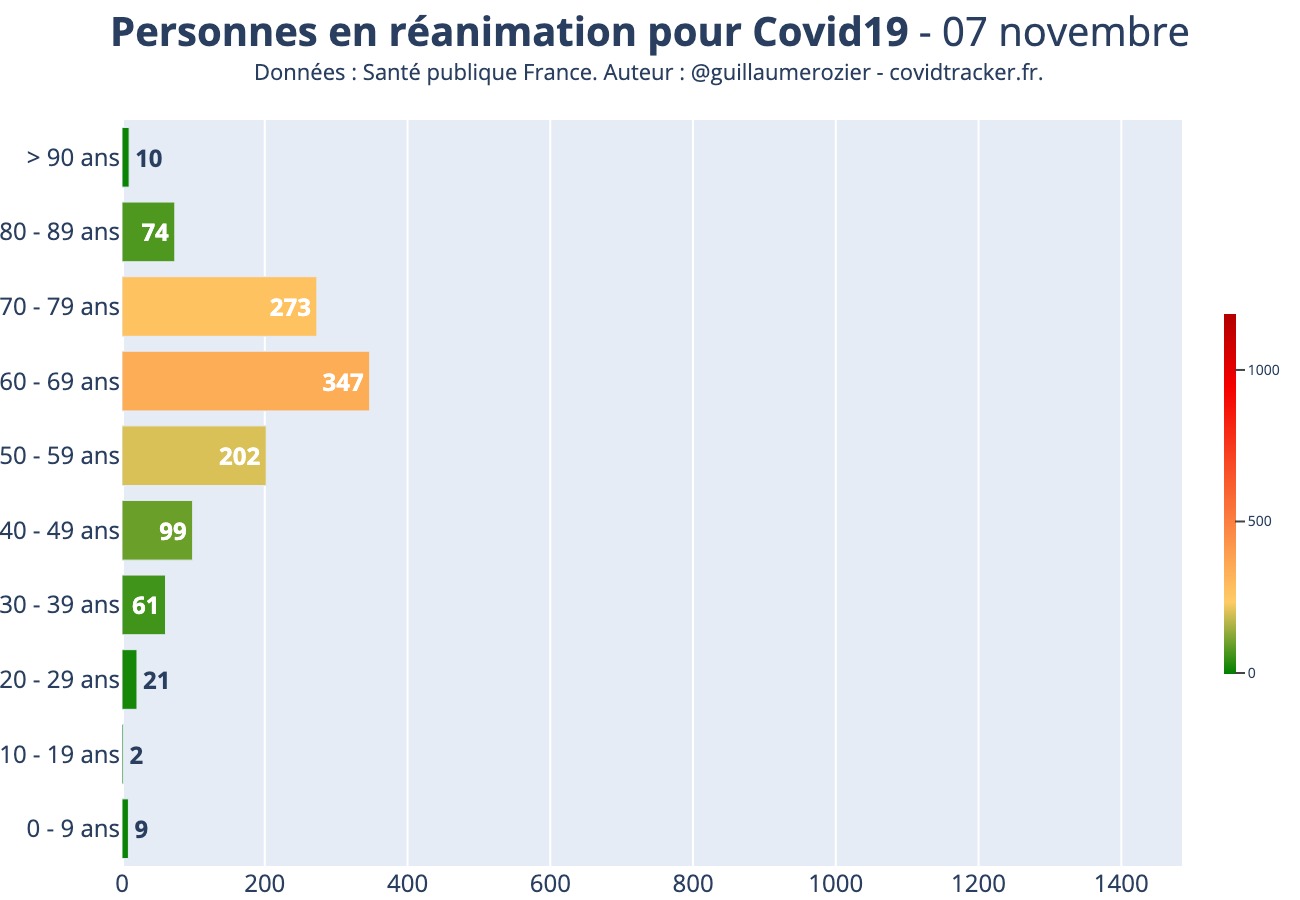 Personnes en réanimation pour Covid19 - 07 novembre
Données : Santé publique France. Auteur : @guillaumerozier - covidtracker.fr.
> 90 ans 10
80 - 89 ans 74
70 - 79 ans 273
60 - 69 ans 347
50 - 59 ans 202
40 - 49 ans 99
30 - 39 ans 61
20 - 29 ans 21
10 - 19 ans 2
0 - 9 ans 9
0 200 400 600 800 1000 1200 1400
1000
500
0